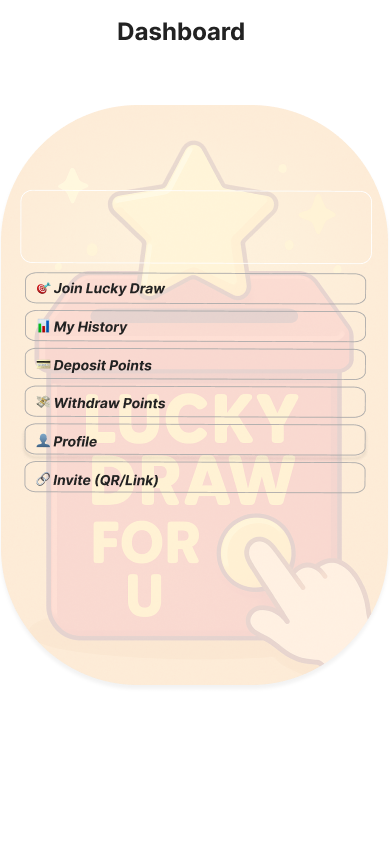 Dashboard
🎯 Join Lucky Draw
📊 My History
💳 Deposit Points
💸 Withdraw Points
👤 Profile
🔗 Invite (QR/Link)
LUCKY
DRAW
FOR
U